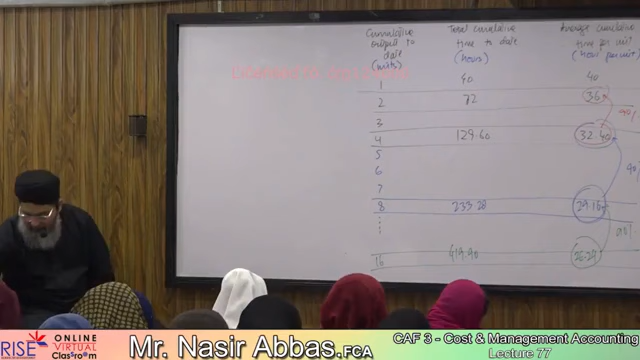 Cumulative Total cumulative Average cumulative
output to time to date time per unit
date (hours) (hour per unit)
(units)
1 40 40
2 72 36
90%
3
4 129.60 32.40
5
6 90%
7
8 233.28 29.16
90%
16 419.90 26.24
RISE ONLINE VIRTUAL Classroom
Mr. Nasir Abbas.FCA
CAF 3 - Cost & Management Accounting
Lecture 77